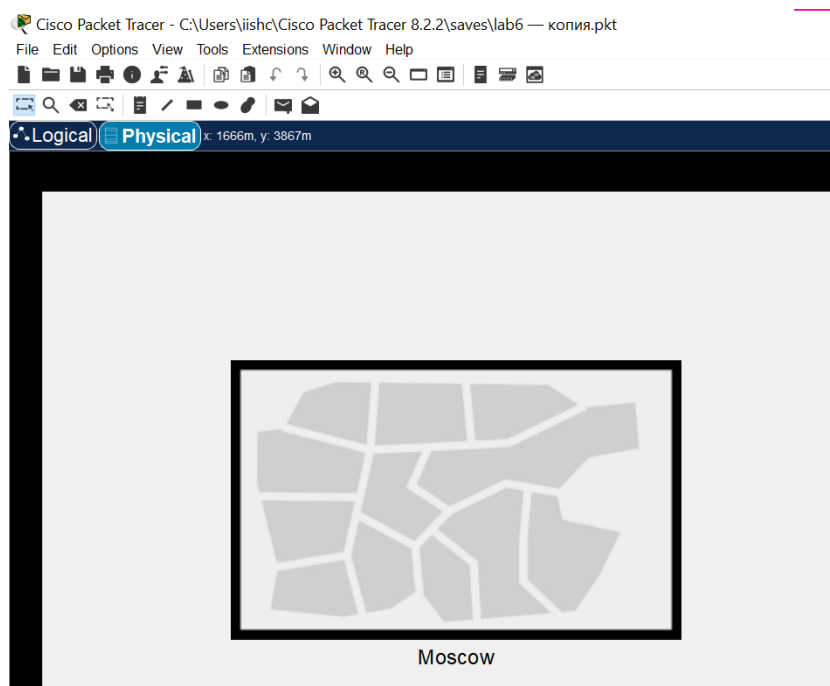 Cisco Packet Tracer - C:\Users\iishc\Cisco Packet Tracer 8.2.2\saves\lab6 — копия.pkt
File Edit Options View Tools Extensions Window Help
Logical Physical x: 1666m, y: 3867m
Moscow